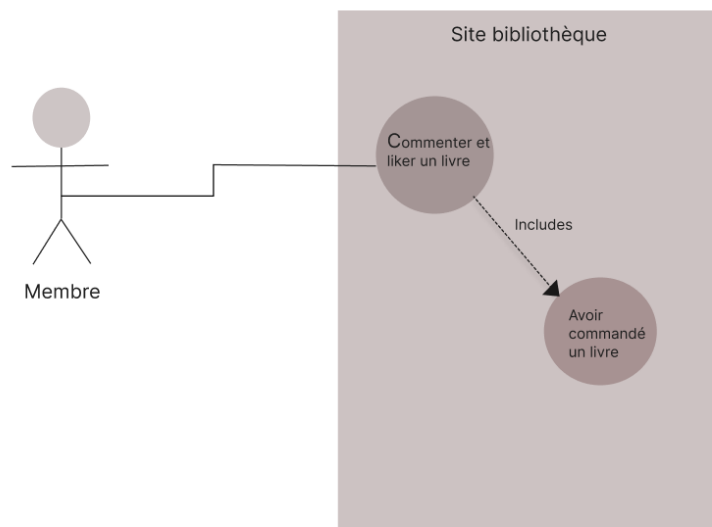 Site bibliothèque
Commenter et
liker un livre
Includes
Membre
Avoir
commandé
un livre